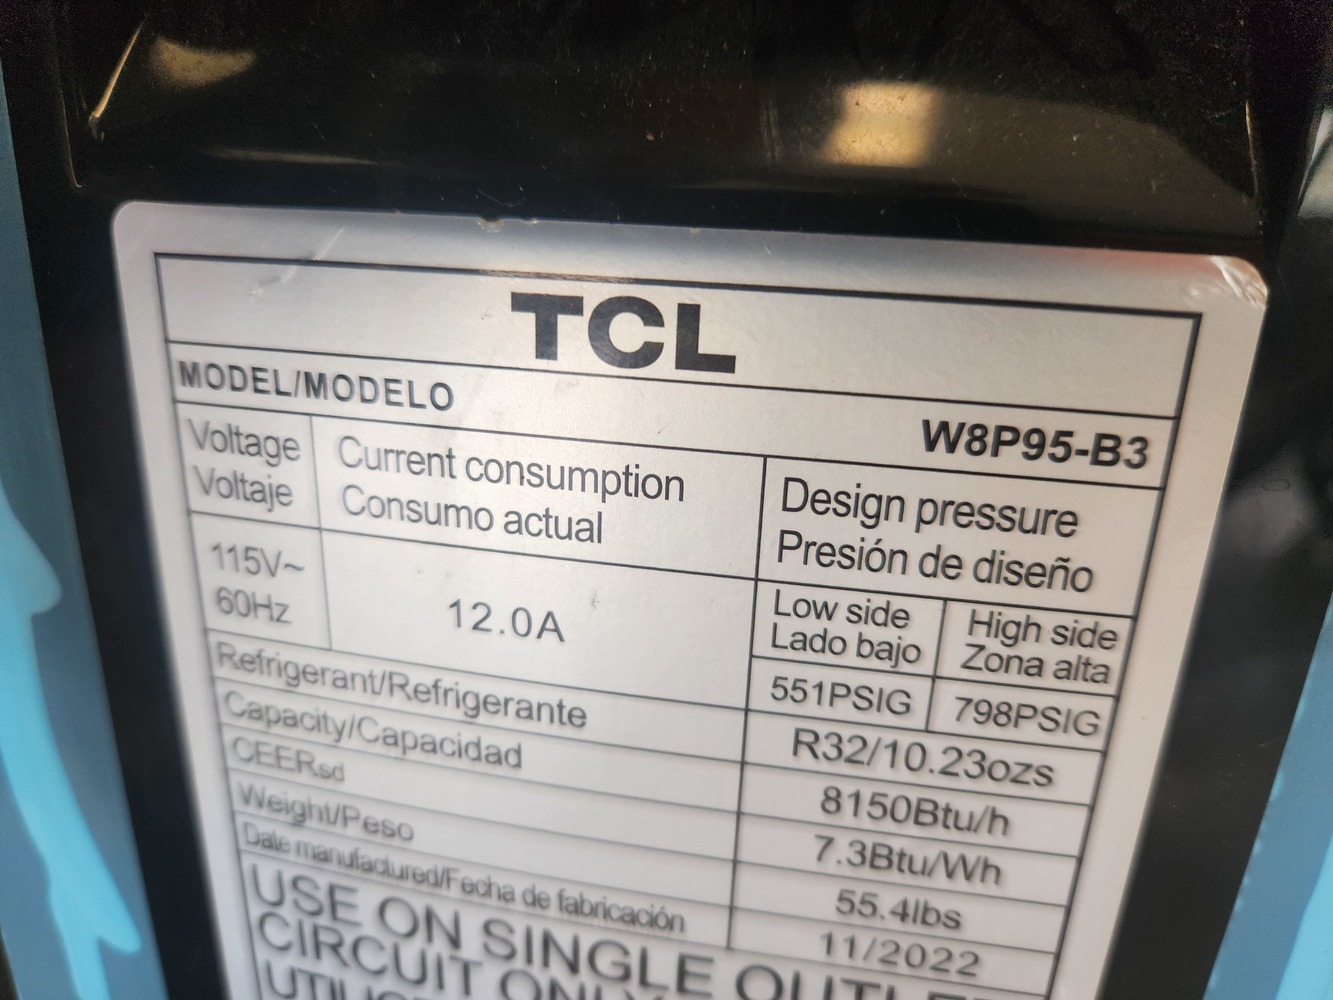 TCL
MODEL/MODELO W8P95-B3
Voltage Current consumption Design pressure
Voltaje Consumo actual Presión de diseño
115V~ 12.0A Low side High side
60Hz Lado bajo Zona alta
551PSIG 798PSIG
Refrigerant/Refrigerante R32/10.23ozs
Capacity/Capacidad 8150Btu/h
CEERsd 7.3Btu/Wh
Weight/Peso 55.4lbs
Date manufactured/Fecha de fabricación 11/2022
USE ON SINGLE OUTLET
CIRCUIT ONLY